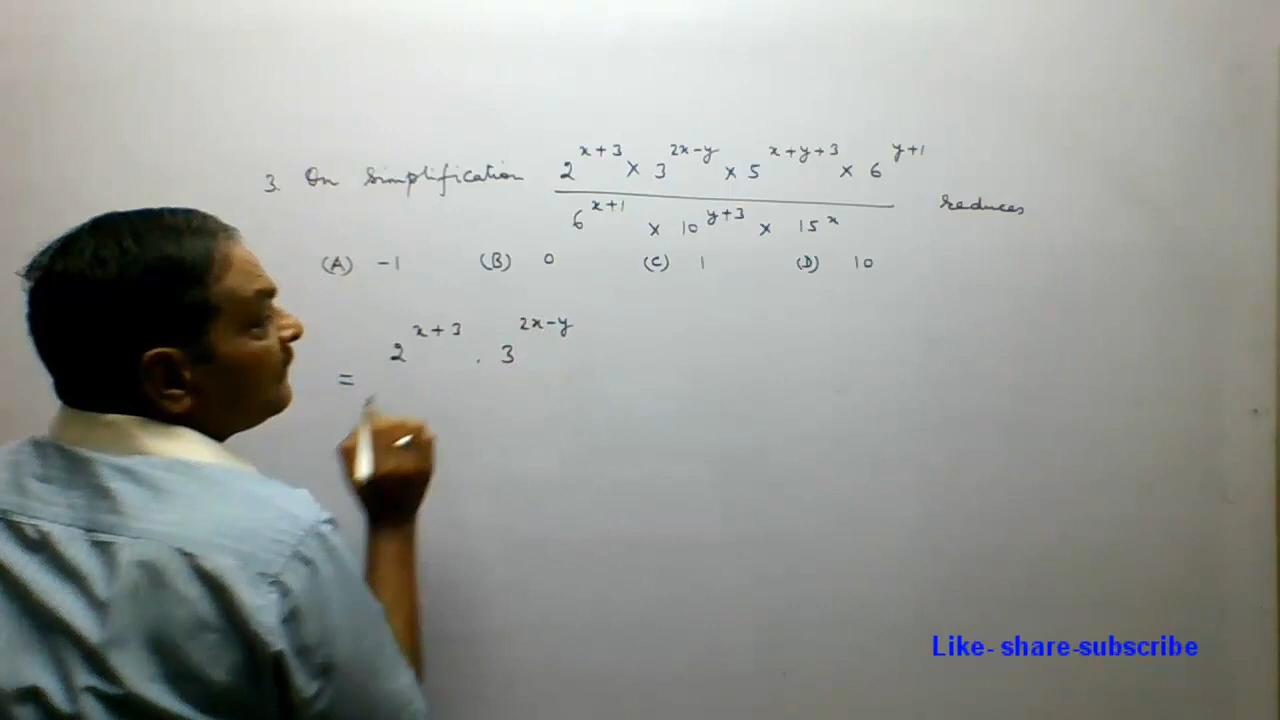 3. On simplification 2^{x+3} × 3^{2x-y} × 5^{x+y+3} × 6^{y+1} / 6^{x+1} × 10^{y+3} × 15^{x} reduces
(A) -1 (B) 0 (C) 1 (D) 10
= 2^{x+3} . 3^{2x-y}
Like- share-subscribe